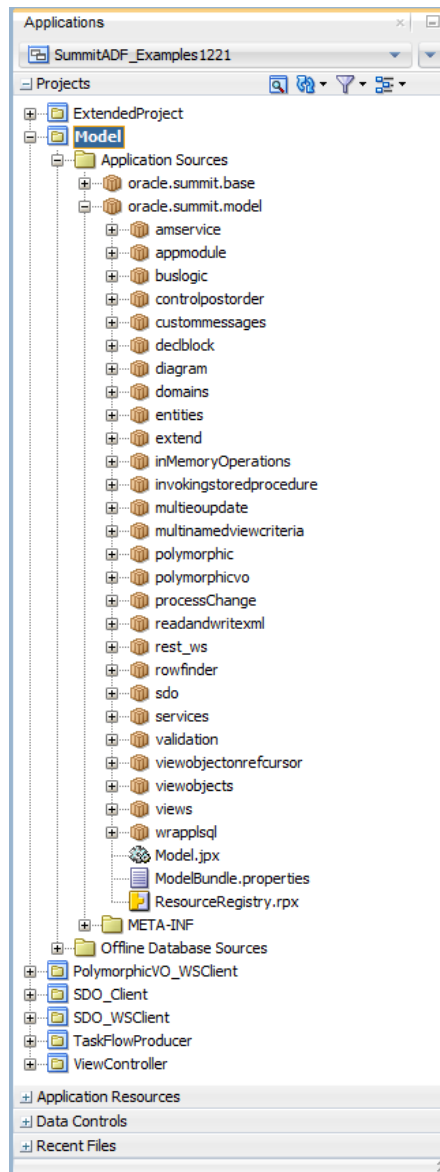 Applications
SummitADF_Examples1221
Projects
ExtendedProject
Model
Application Sources
oracle.summit.base
oracle.summit.model
amservice
appmodule
buslogic
controlpostorder
custommessages
declblock
diagram
domains
entities
extend
inMemoryOperations
invokingstoredprocedure
multieoupdate
multinamedviewcriteria
polymorphic
polymorphicvo
processChange
readandwritexml
rest_ws
rowfinder
sdo
services
validation
viewobjectonrefcursor
viewobjects
views
wrapplsql
Model.jpx
ModelBundle.properties
ResourceRegistry.rpx
META-INF
Offline Database Sources
PolymorphicVO_WSClient
SDO_Client
SDO_WSClient
TaskFlowProducer
ViewController
Application Resources
Data Controls
Recent Files